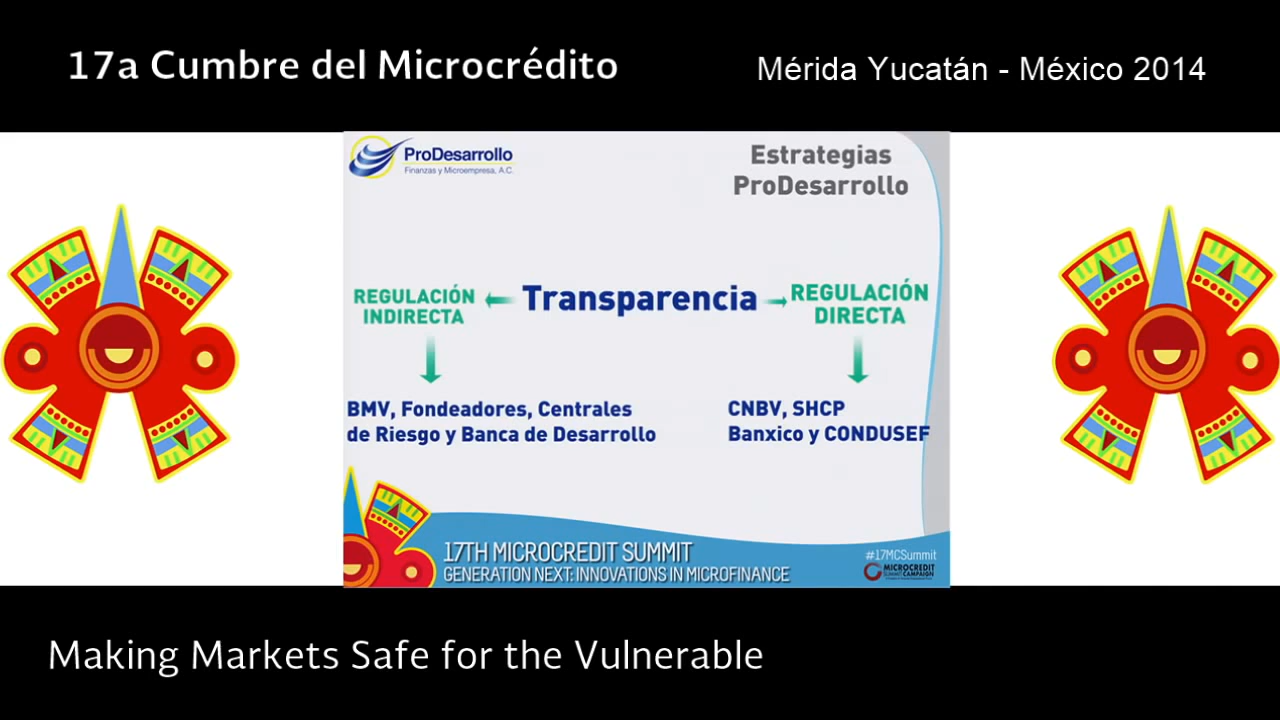 17a Cumbre del Microcrédito
Mérida Yucatán - México 2014
ProDesarrollo
Finanzas y Microempresa, A.C.
Estrategias
ProDesarrollo
REGULACIÓN
INDIRECTA
Transparencia
REGULACIÓN
DIRECTA
BMV, Fondeadores, Centrales
de Riesgo y Banca de Desarrollo
CNBV, SHCP
Banxico y CONDUSEF
17TH MICROCREDIT SUMMIT
GENERATION NEXT: INNOVATIONS IN MICROFINANCE
#17MCSummit
MICROCREDIT
SUMMIT CAMPAIGN
Making Markets Safe for the Vulnerable